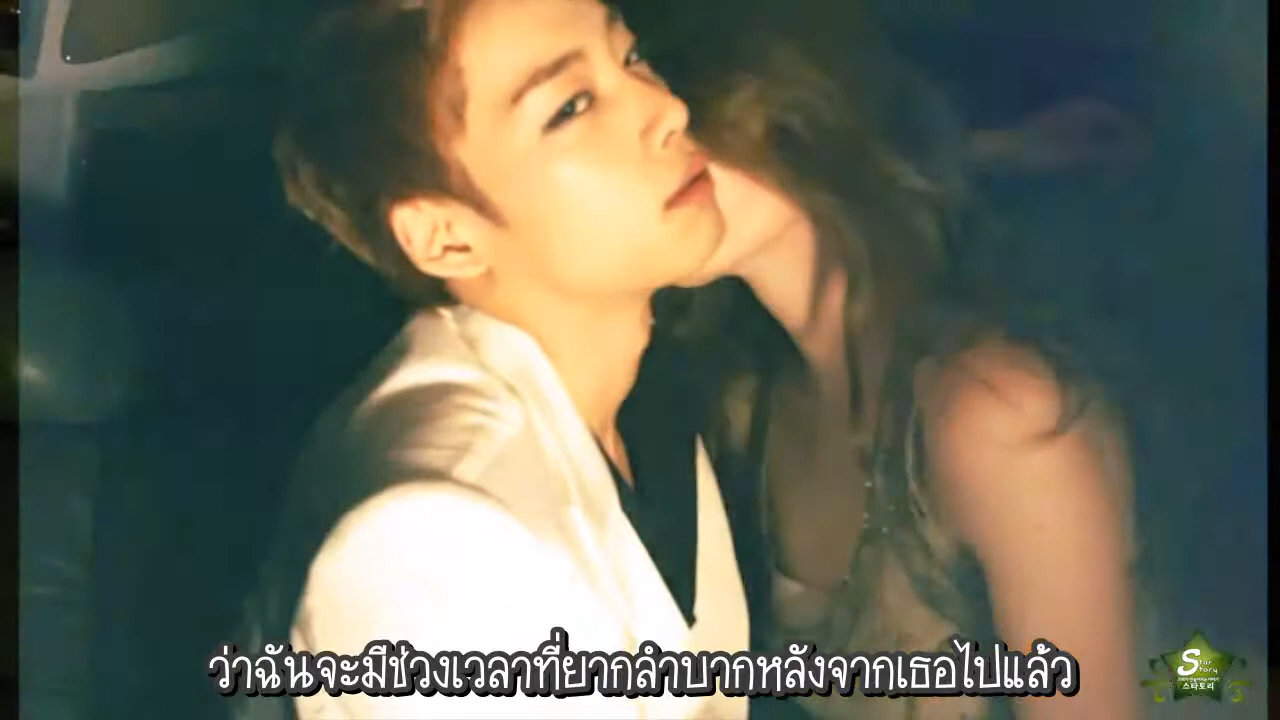 ว่าฉันจะมีช่วงเวลาที่ยากลำบากหลังจากเธอไปแล้ว
Star
Story
스타토리